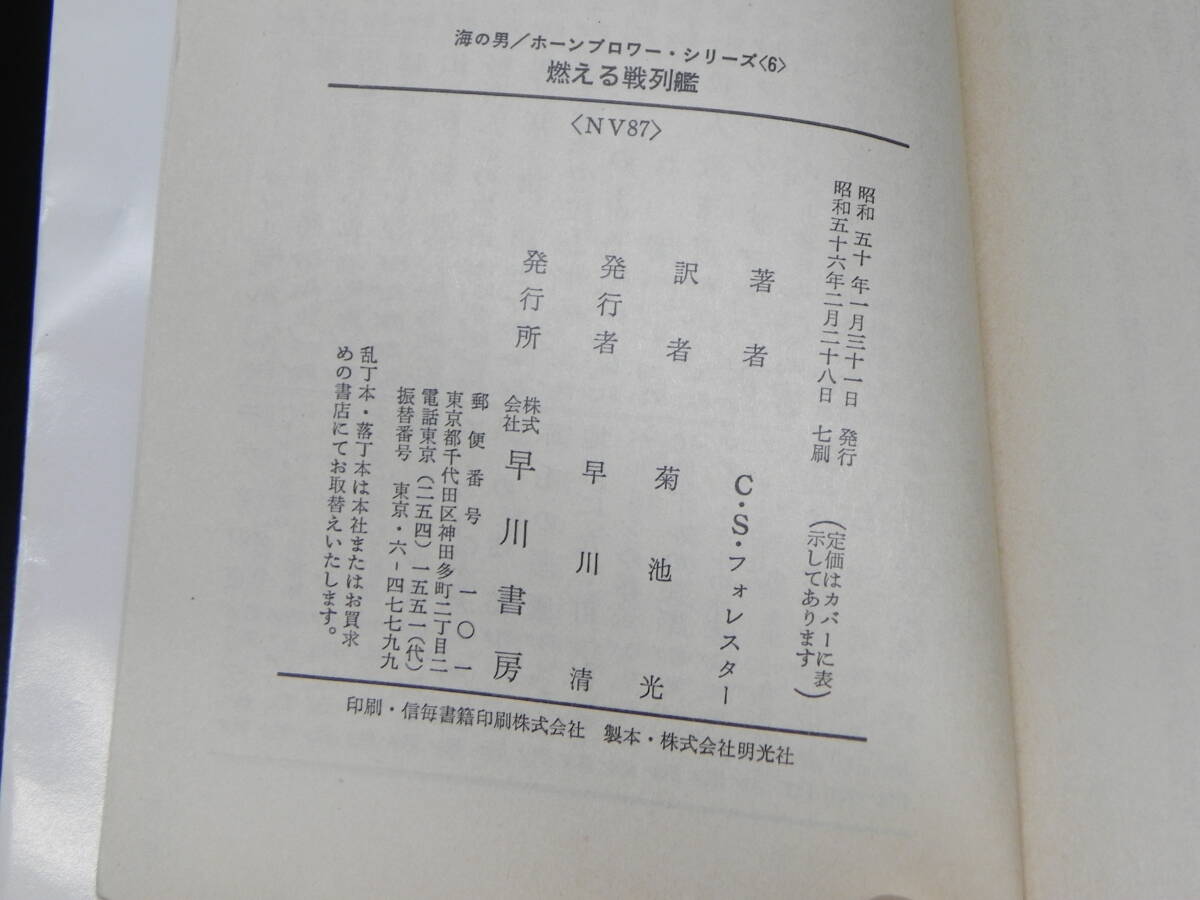 海の男／ホーンブロワー・シリーズ〈6〉
燃える戦列艦
〈NV87〉
昭和五十年一月三十一日 発行
昭和五十六年二月二十八日 七刷
（定価はカバーに表
示してあります）
著者 C・S・フォレスター
訳者 菊池光
発行者 早川清
発行所 株式会社 早川書房
郵便番号 一〇一
東京都千代田区神田多町二丁目二
電話東京（二五四）一五五一（代）
振替番号 東京・六－四七七九九
乱丁本・落丁本は本社またはお買求
めの書店にてお取替えいたします。
印刷・信毎書籍印刷株式会社 製本・株式会社明光社